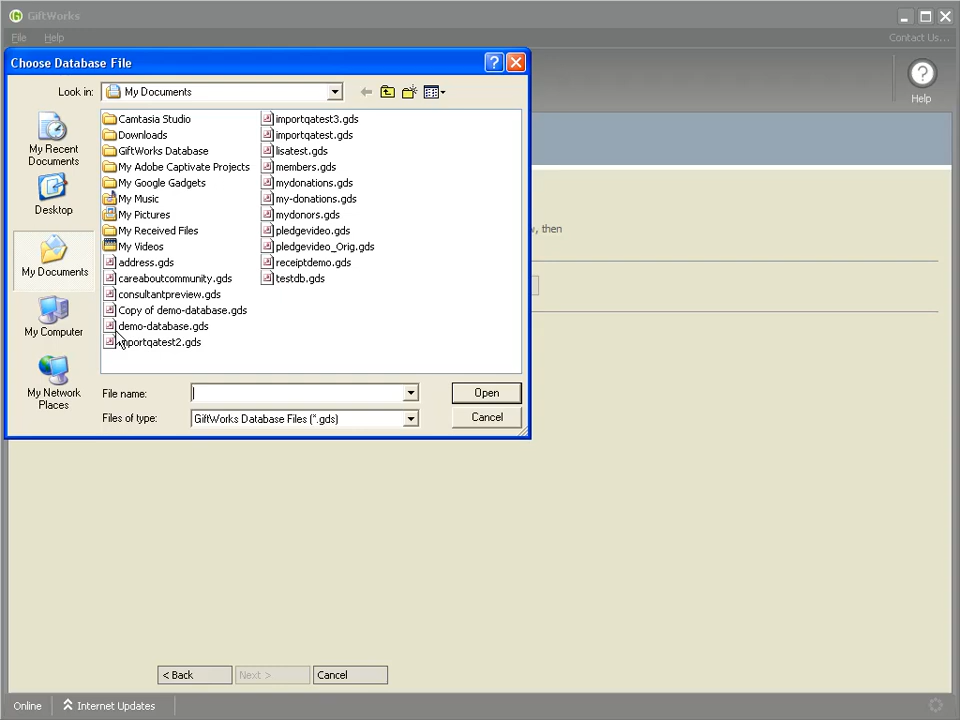 GiftWorks
File Help
Contact Us...
Choose Database File
Look in: My Documents
Help
My Recent
Documents
Desktop
My Documents
My Computer
My Network
Places
Camtasia Studio
Downloads
GiftWorks Database
My Adobe Captivate Projects
My Google Gadgets
My Music
My Pictures
My Received Files
My Videos
address.gds
careaboutcommunity.gds
consultantpreview.gds
Copy of demo-database.gds
demo-database.gds
importqatest2.gds
importqatest3.gds
importqatest.gds
lisatest.gds
members.gds
mydonations.gds
my-donations.gds
mydonors.gds
pledgevideo.gds
pledgevideo_Orig.gds
receiptdemo.gds
testdb.gds
, then
File name:
Open
Files of type: GiftWorks Database Files (*.gds)
Cancel
< Back Next > Cancel
Online Internet Updates